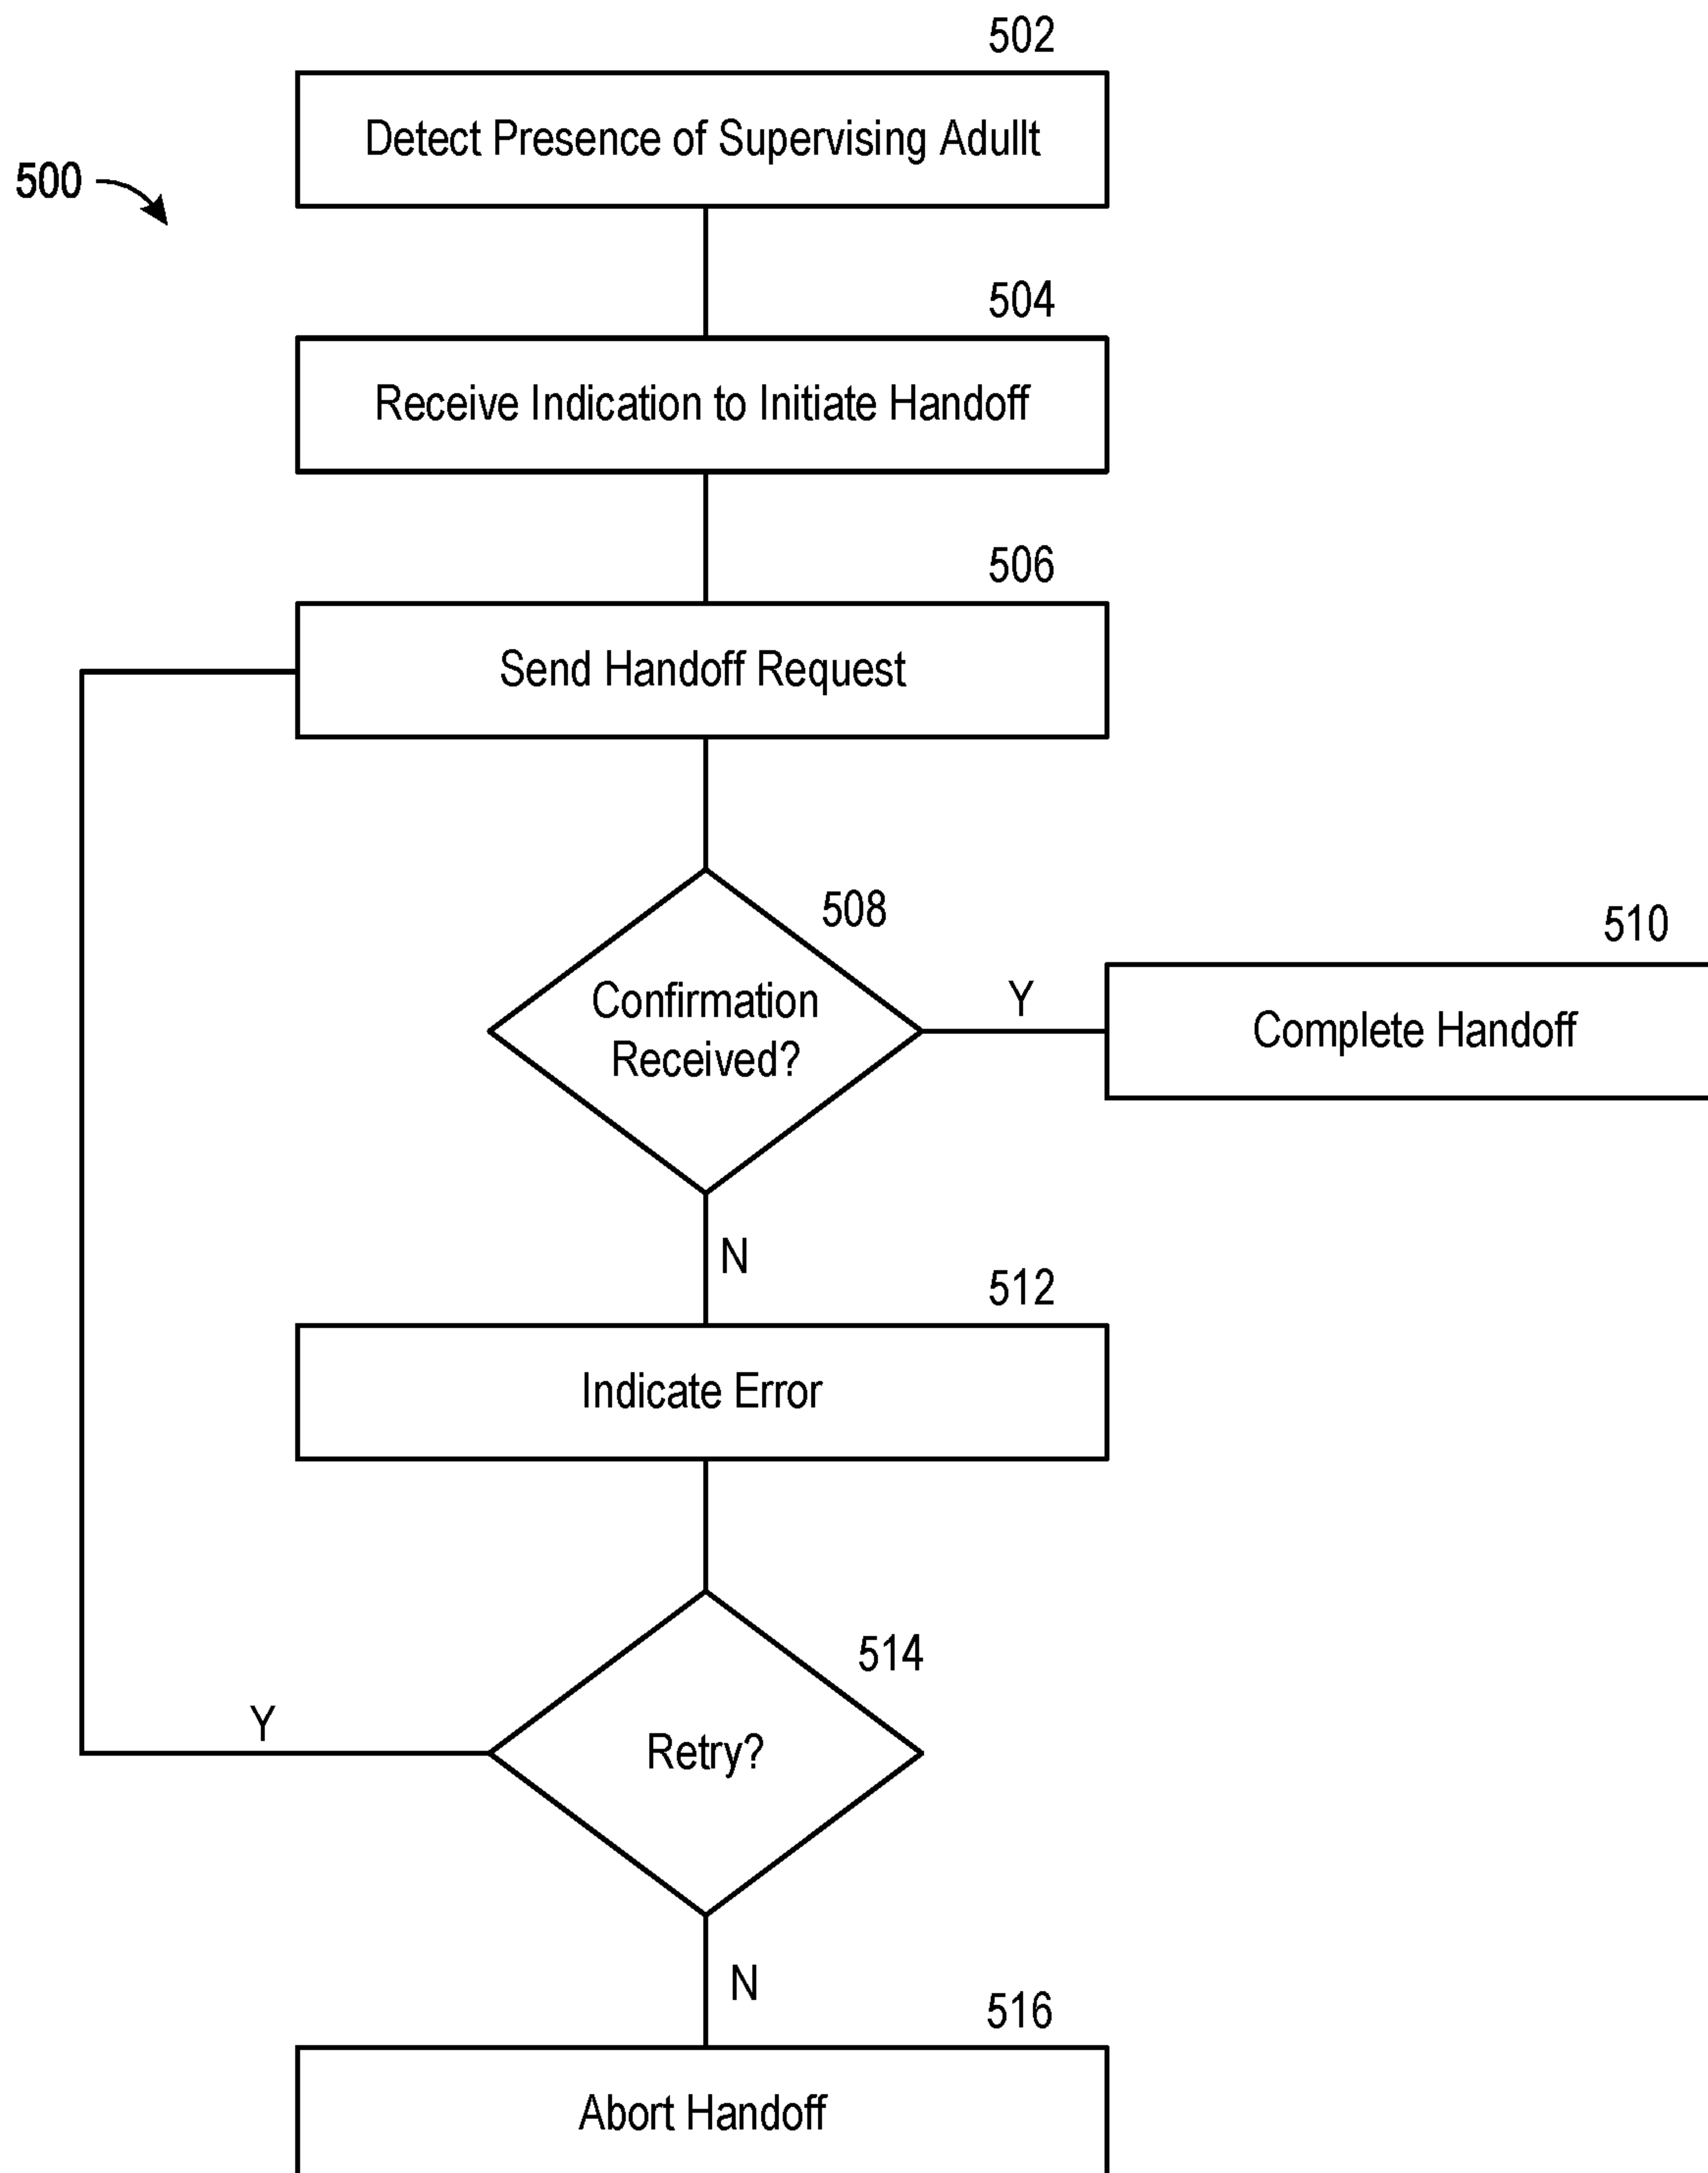 502
Detect Presence of Supervising Adullt
500
504
Receive Indication to Initiate Handoff
506
Send Handoff Request
508
Confirmation
Received?
Y
510
Complete Handoff
N
512
Indicate Error
514
Retry?
Y
N
516
Abort Handoff